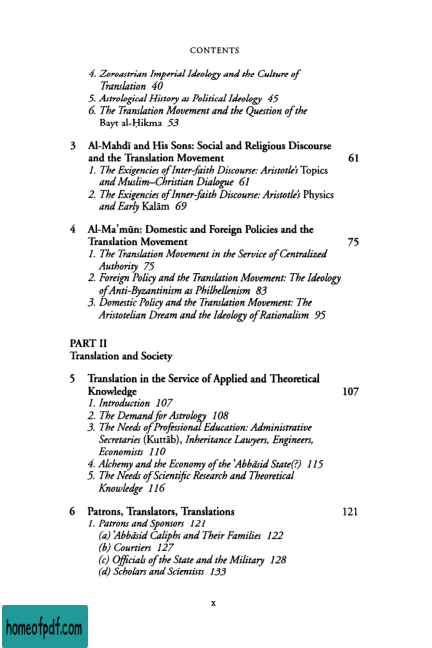 CONTENTS
4. Zoroastrian Imperial Ideology and the Culture of
Translation 40
5. Astrological History as Political Ideology 45
6. The Translation Movement and the Question of the
Bayt al-Ḥikma 53
3 Al-Mahdī and His Sons: Social and Religious Discourse
and the Translation Movement 61
1. The Exigencies of Inter-faith Discourse: Aristotle's Topics
and Muslim–Christian Dialogue 61
2. The Exigencies of Inner-faith Discourse: Aristotle's Physics
and Early Kalām 69
4 Al-Ma'mūn: Domestic and Foreign Policies and the
Translation Movement 75
1. The Translation Movement in the Service of Centralized
Authority 75
2. Foreign Policy and the Translation Movement: The Ideology
of Anti-Byzantinism as Philhellenism 83
3. Domestic Policy and the Translation Movement: The
Aristotelian Dream and the Ideology of Rationalism 95
PART II
Translation and Society
5 Translation in the Service of Applied and Theoretical
Knowledge 107
1. Introduction 107
2. The Demand for Astrology 108
3. The Needs of Professional Education: Administrative
Secretaries (Kuttāb), Inheritance Lawyers, Engineers,
Economists 110
4. Alchemy and the Economy of the 'Abbāsid State(?) 115
5. The Needs of Scientific Research and Theoretical
Knowledge 116
6 Patrons, Translators, Translations 121
1. Patrons and Sponsors 121
(a) 'Abbāsid Caliphs and Their Families 122
(b) Courtiers 127
(c) Officials of the State and the Military 128
(d) Scholars and Scientists 133
x
homeofpdf.com